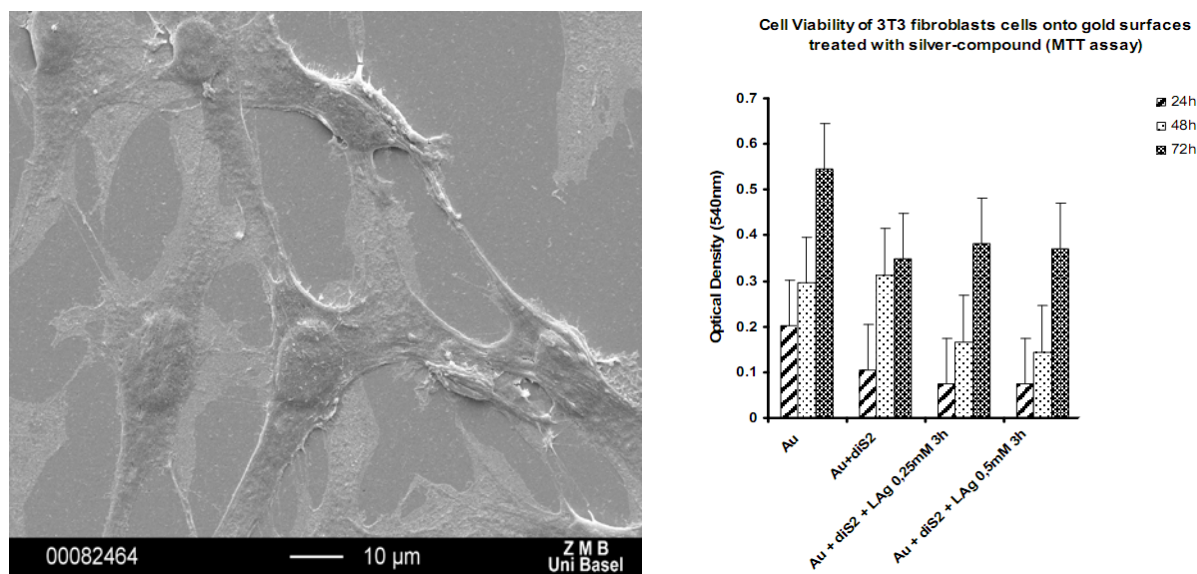 00082464
10 µm
Z M B
Uni Basel
Cell Viability of 3T3 fibroblasts cells onto gold surfaces
treated with silver-compound (MTT assay)
24h
48h
72h
Optical Density (540nm)
0.7
0.6
0.5
0.4
0.3
0.2
0.1
0
Au
Au+diS2
Au + diS2 + LAg 0,25mM 3h
Au + diS2 + LAg 0,5mM 3h